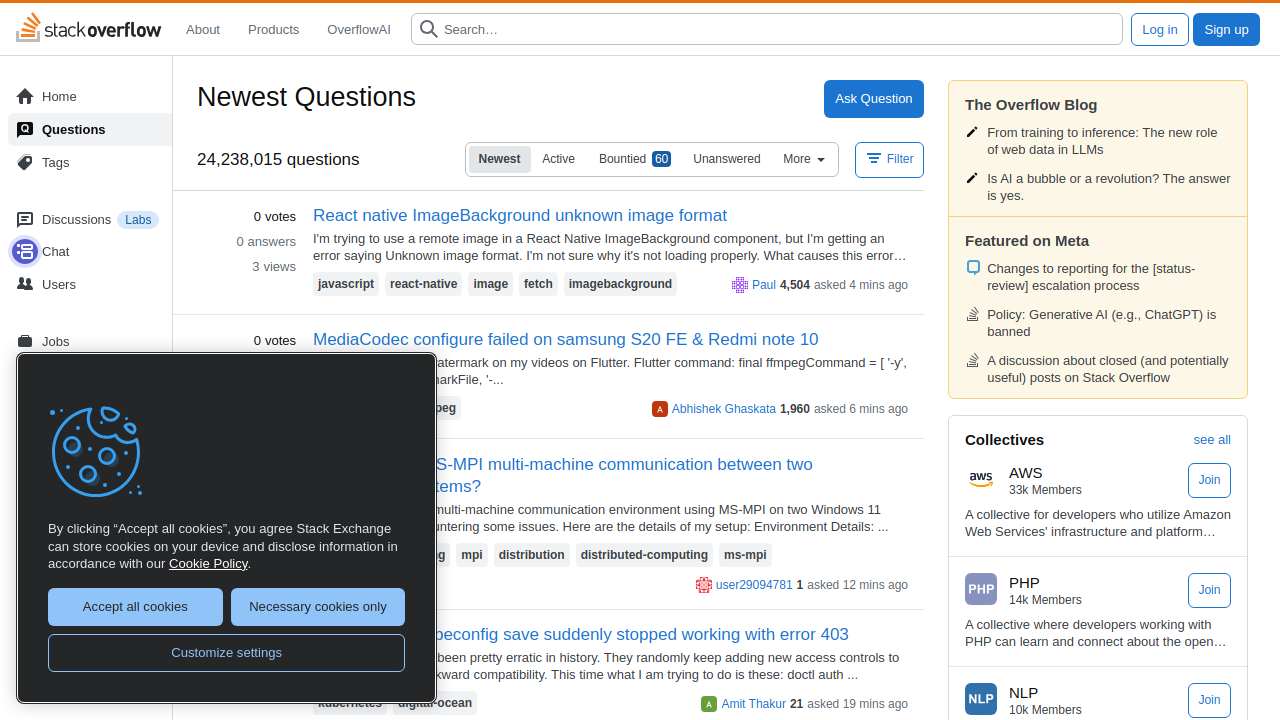 stack overflow
About
Products
OverflowAI
Search…
Log in
Sign up
Home
Questions
Tags
Discussions Labs
Chat
Users
Jobs
Newest Questions
Ask Question
24,238,015 questions
Newest
Active
Bountied 60
Unanswered
More
Filter
0 votes
0 answers
3 views
React native ImageBackground unknown image format
I'm trying to use a remote image in a React Native ImageBackground component, but I'm getting an
error saying Unknown image format. I'm not sure why it's not loading properly. What causes this error…
javascript react-native image fetch imagebackground
Paul 4,504 asked 4 mins ago
0 votes
MediaCodec configure failed on samsung S20 FE & Redmi note 10
atermark on my videos on Flutter. Flutter command: final ffmpegCommand = [ '-y',
narkFile, '-...
peg
A Abhishek Ghaskata 1,960 asked 6 mins ago
S-MPI multi-machine communication between two
tems?
multi-machine communication environment using MS-MPI on two Windows 11
untering some issues. Here are the details of my setup: Environment Details: ...
mpi distribution distributed-computing ms-mpi
user29094781 1 asked 12 mins ago
beconfig save suddenly stopped working with error 403
been pretty erratic in history. They randomly keep adding new access controls to
kward compatibility. This time what I am trying to do is these: doctl auth ...
kubernetes digital-ocean
A Amit Thakur 21 asked 19 mins ago
By clicking “Accept all cookies”, you agree Stack Exchange
can store cookies on your device and disclose information in
accordance with our Cookie Policy.
Accept all cookies
Necessary cookies only
Customize settings
The Overflow Blog
From training to inference: The new role
of web data in LLMs
Is AI a bubble or a revolution? The answer
is yes.
Featured on Meta
Changes to reporting for the [status-
review] escalation process
Policy: Generative AI (e.g., ChatGPT) is
banned
A discussion about closed (and potentially
useful) posts on Stack Overflow
Collectives
see all
aws
AWS
33k Members
Join
A collective for developers who utilize Amazon
Web Services' infrastructure and platform…
PHP
PHP
14k Members
Join
A collective where developers working with
PHP can learn and connect about the open…
NLP
NLP
10k Members
Join